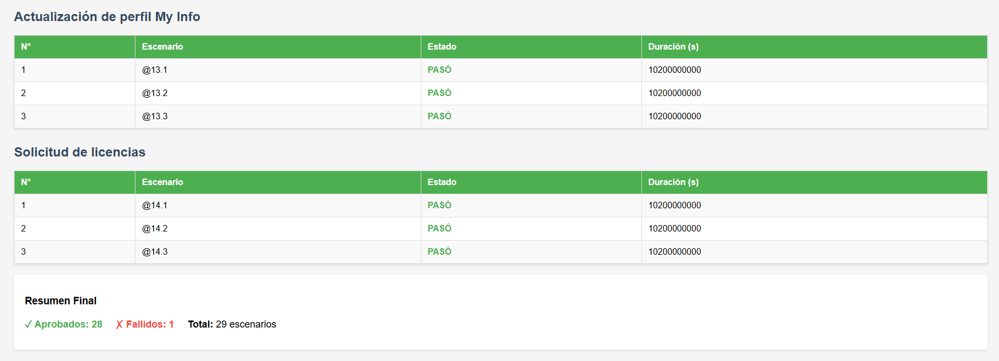 Actualización de perfil My Info
N° Escenario Estado Duración (s)
1 @13.1 PASÓ 10200000000
2 @13.2 PASÓ 10200000000
3 @13.3 PASÓ 10200000000
Solicitud de licencias
N° Escenario Estado Duración (s)
1 @14.1 PASÓ 10200000000
2 @14.2 PASÓ 10200000000
3 @14.3 PASÓ 10200000000
Resumen Final
✓ Aprobados: 28 ✗ Fallidos: 1 Total: 29 escenarios